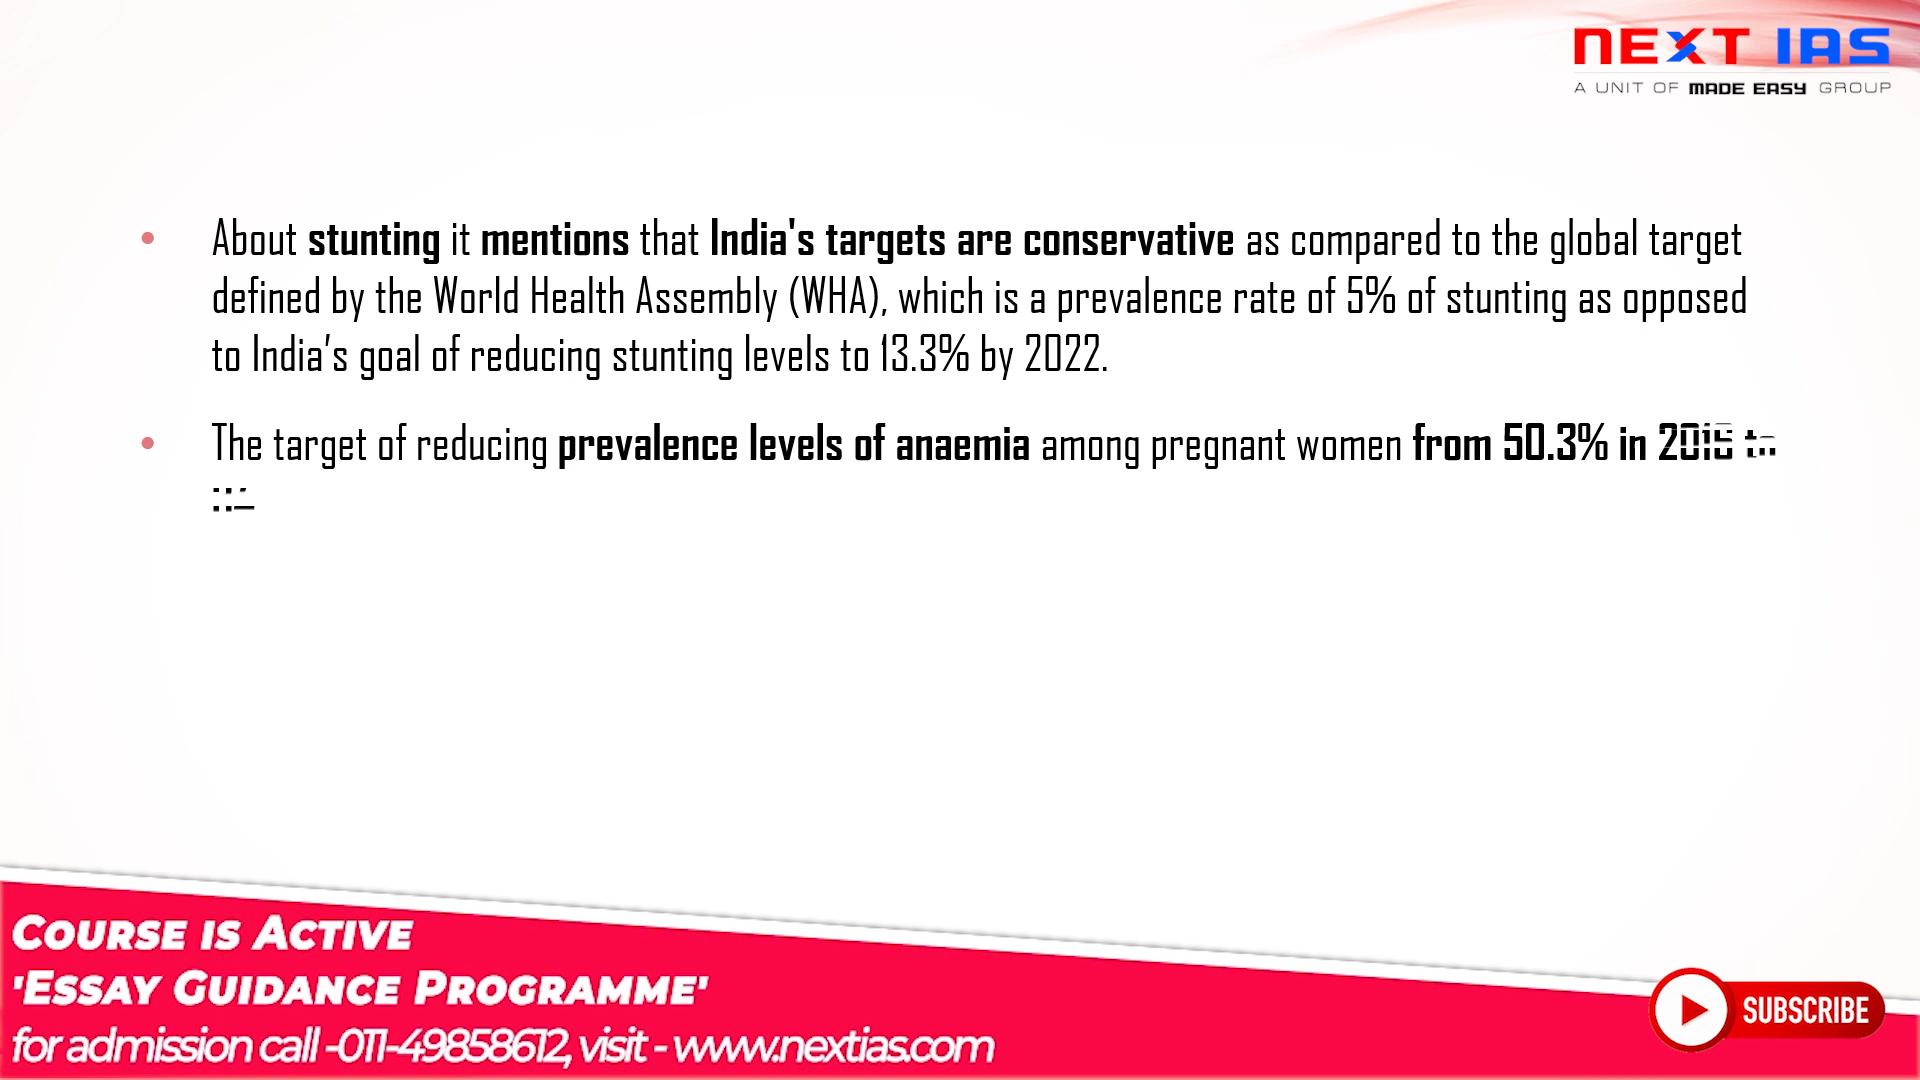 NEXT IAS
A UNIT OF MADE EASY GROUP
• About stunting it mentions that India's targets are conservative as compared to the global target
defined by the World Health Assembly (WHA), which is a prevalence rate of 5% of stunting as opposed
to India’s goal of reducing stunting levels to 13.3% by 2022.
• The target of reducing prevalence levels of anaemia among pregnant women from 50.3% in 2016 to
COURSE IS ACTIVE
'ESSAY GUIDANCE PROGRAMME'
for admission call -011-49858612, visit - www.nextias.com
SUBSCRIBE